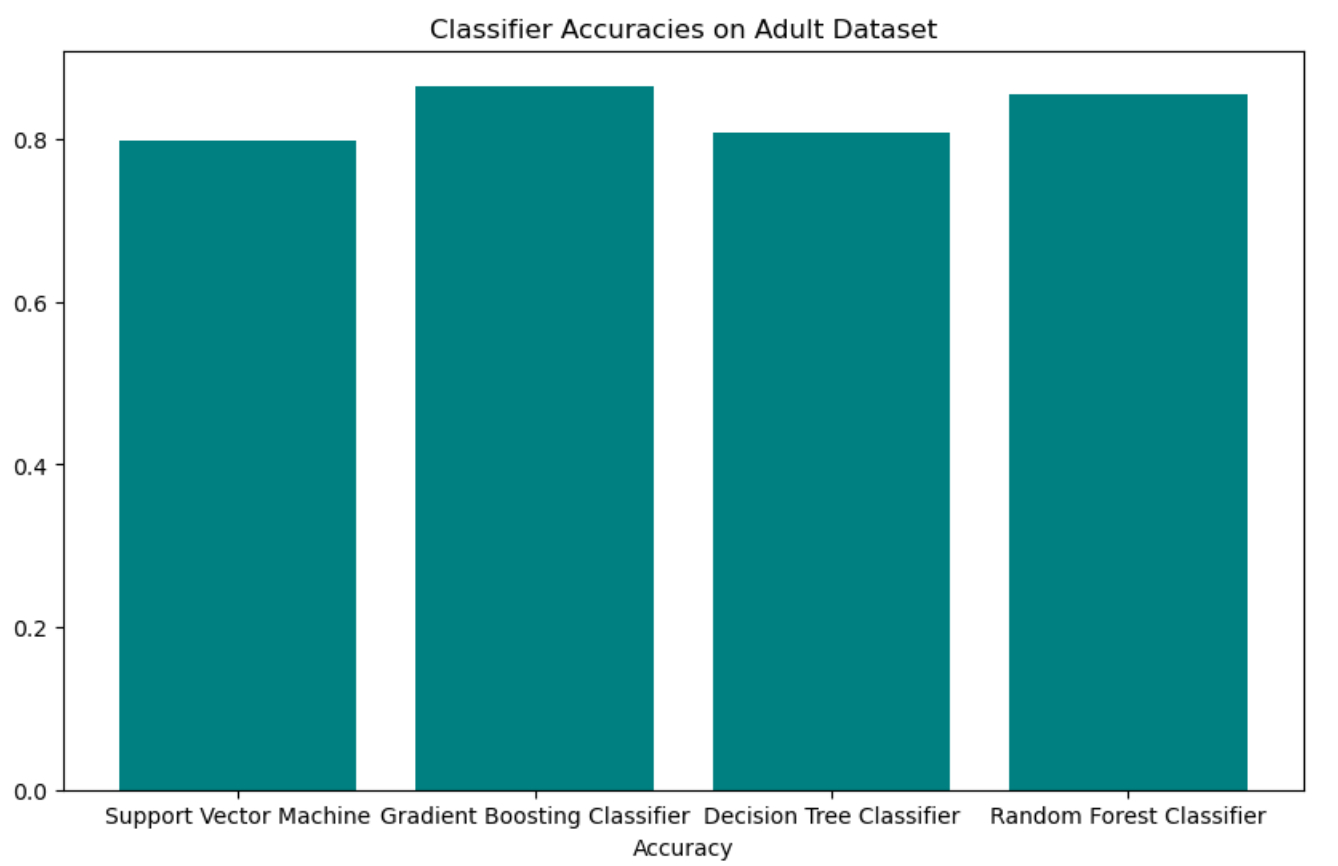 Classifier Accuracies on Adult Dataset
0.8
0.6
0.4
0.2
0.0
Support Vector Machine Gradient Boosting Classifier Decision Tree Classifier Random Forest Classifier
Accuracy